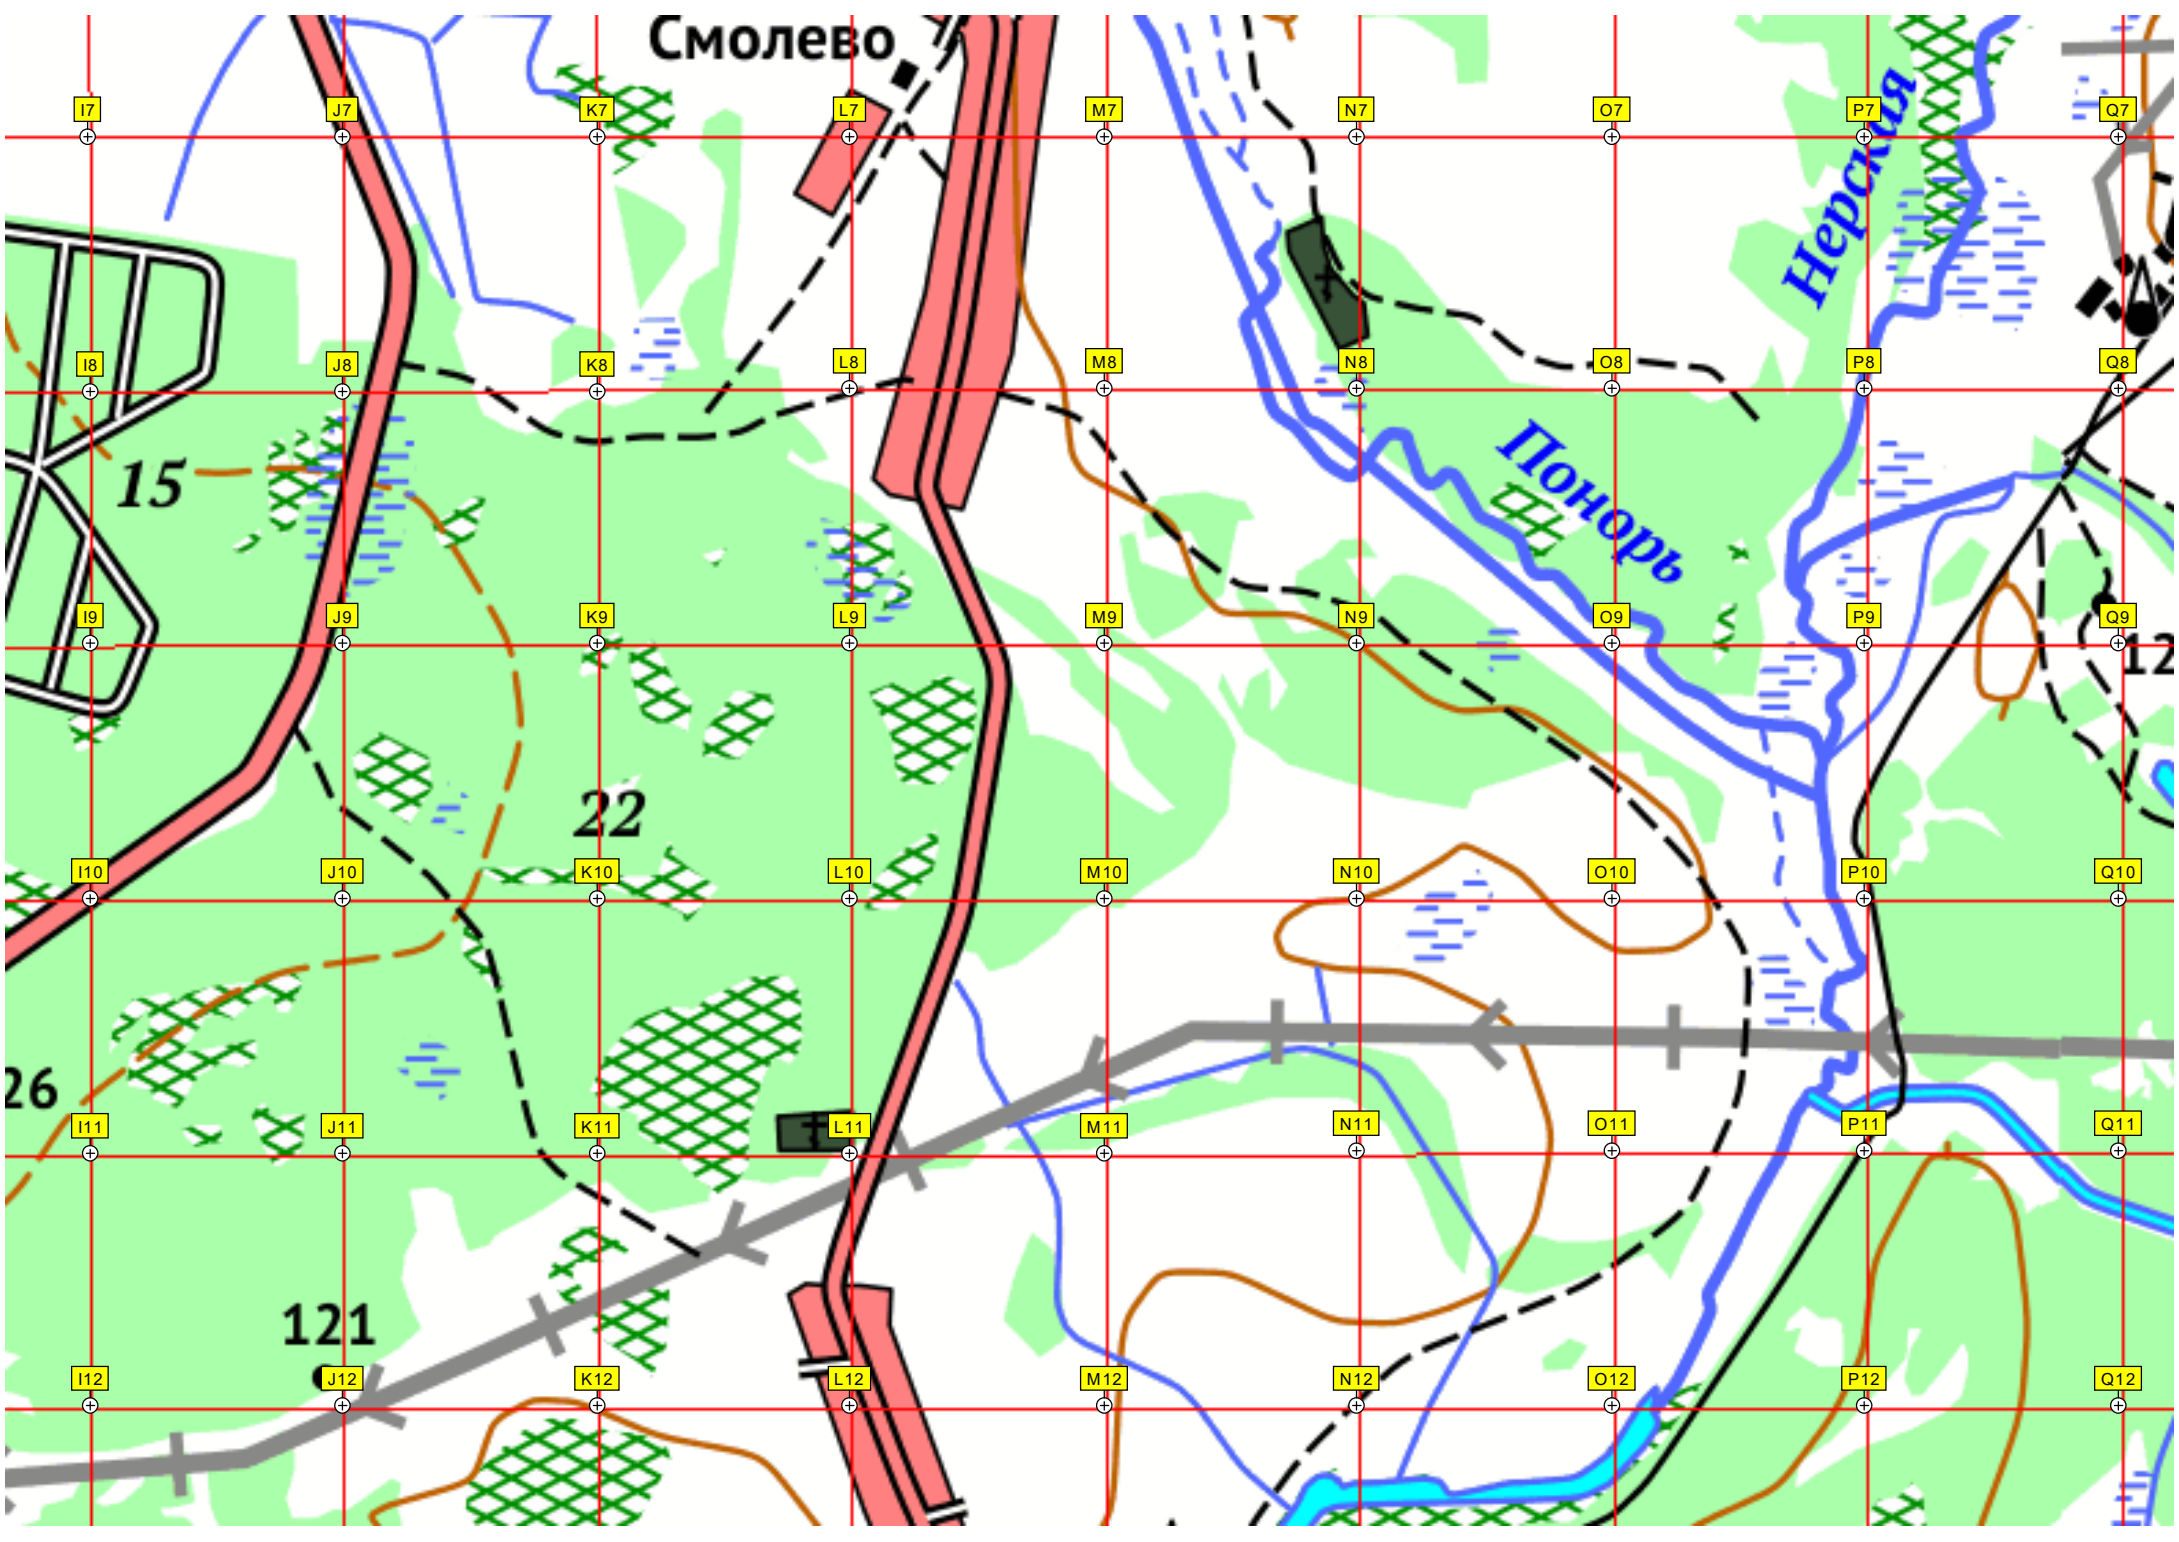 Смолево
I7 J7 K7 L7 M7 N7 O7 P7 Q7
Нерская
I8 J8 K8 L8 M8 N8 O8 P8 Q8
15
Понорь
I9 J9 K9 L9 M9 N9 O9 P9 Q9
12
22
I10 J10 K10 L10 M10 N10 O10 P10 Q10
26
I11 J11 K11 L11 M11 N11 O11 P11 Q11
121
I12 J12 K12 L12 M12 N12 O12 P12 Q12